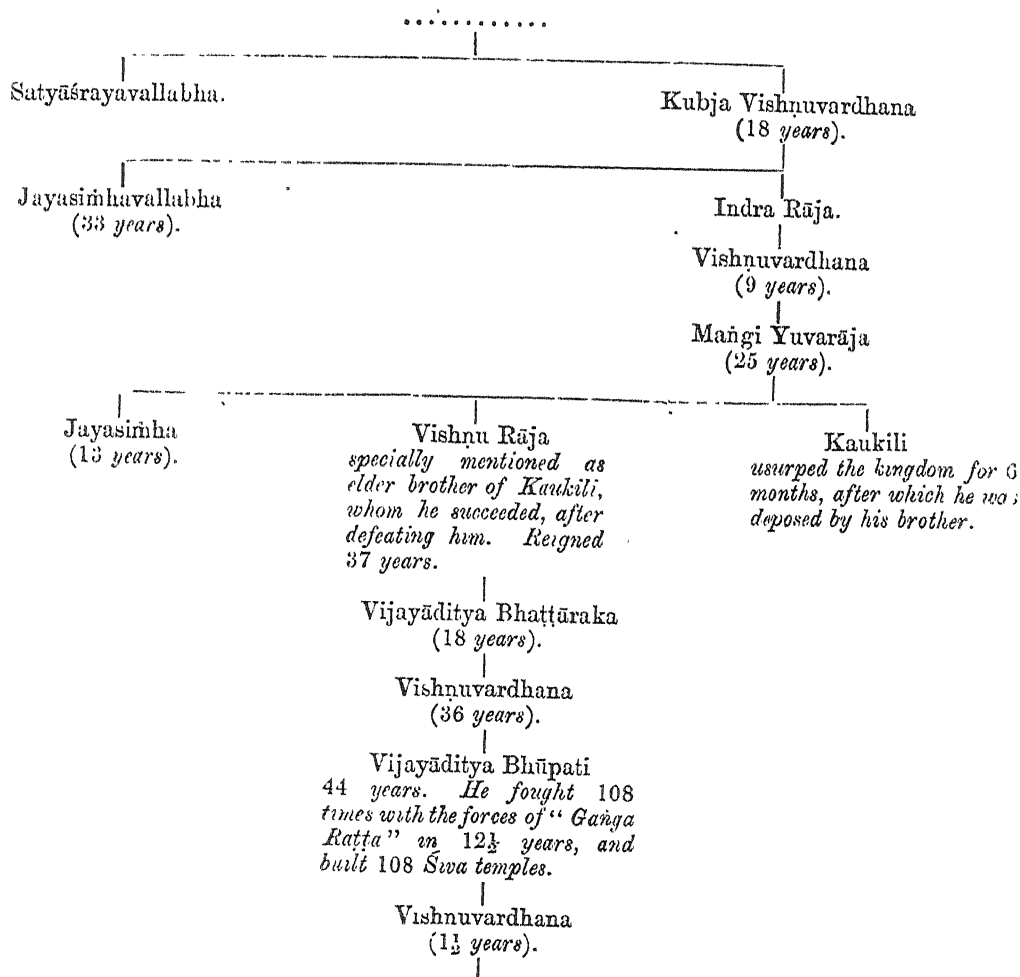 ............
Satyāśrayavallabha.
Kubja Vishṇuvardhana
(18 years).
Jayasiṁhavallabha
(33 years).
Indra Rāja.
Vishṇuvardhana
(9 years).
Maṅgi Yuvarāja
(25 years).
Jayasiṁha
(13 years).
Vishṇu Rāja
specially mentioned as
elder brother of Kaukili,
whom he succeeded, after
defeating him. Reigned
37 years.
Kaukili
usurped the kingdom for 6
months, after which he was
deposed by his brother.
Vijayāditya Bhaṭṭāraka
(18 years).
Vishṇuvardhana
(36 years).
Vijayāditya Bhūpati
44 years. He fought 108
times with the forces of “Gaṅga
Raṭṭa” in 12½ years, and
built 108 Śiva temples.
Vishnuvardhana
(1½ years).